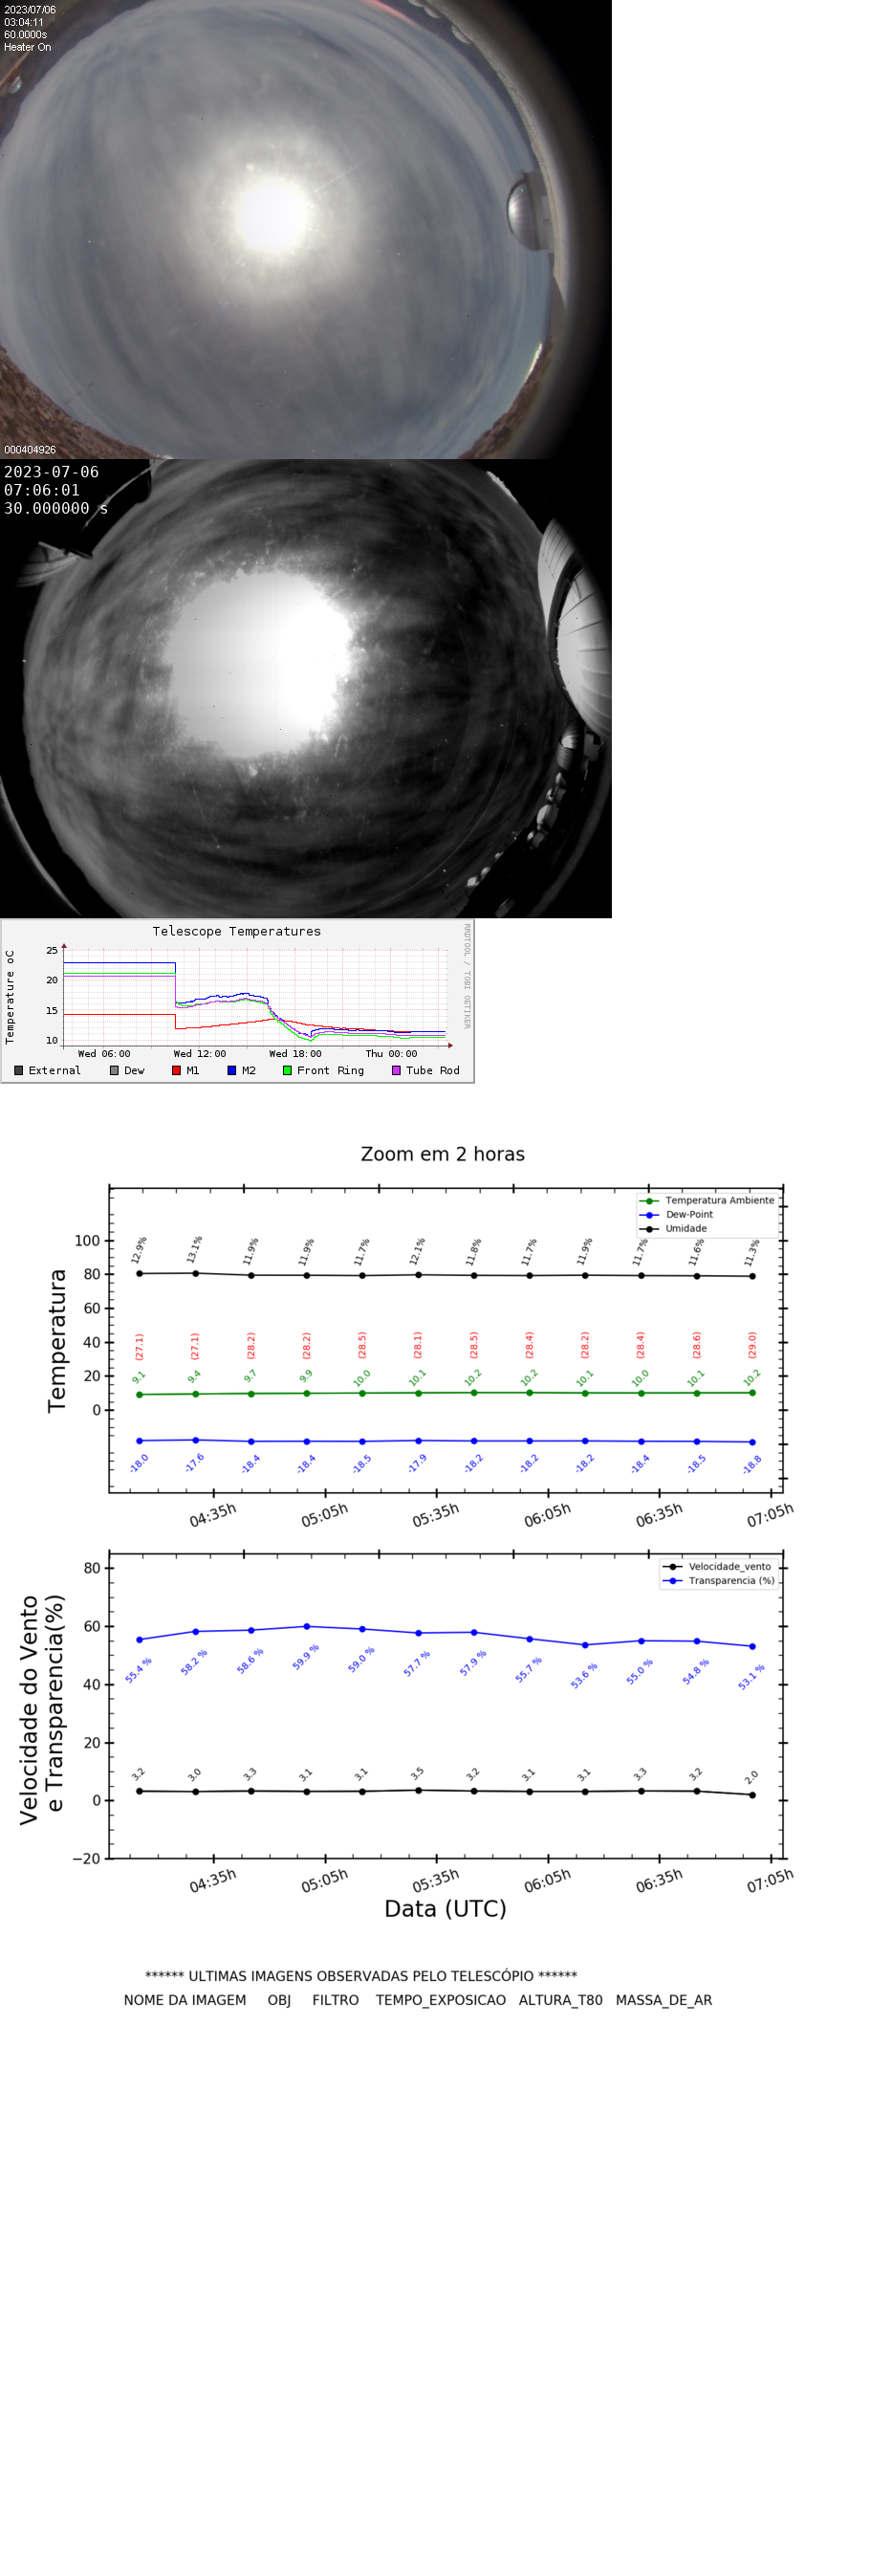 2023/07/06
03:04:11
60.0000s
Heater On
000404926
2023-07-06
07:06:01
30.000000 s
Telescope Temperatures
RRDTOOL / TOBI OETIKER
Temperature oC
25
20
15
10
Wed 06:00 Wed 12:00 Wed 18:00 Thu 00:00
External Dew M1 M2 Front Ring Tube Rod
Zoom em 2 horas
Temperatura
Temperatura Ambiente
Dew-Point
Umidade
100
80
60
40
20
0
12.9% 13.1% 11.9% 11.9% 11.7% 12.1% 11.8% 11.7% 11.9% 11.7% 11.6% 11.3%
(27.1) (27.1) (28.2) (28.2) (28.5) (28.1) (28.5) (28.4) (28.2) (28.4) (28.6) (29.0)
9.1 9.4 9.7 9.9 10.0 10.1 10.2 10.2 10.1 10.0 10.1 10.2
-18.0 -17.6 -18.4 -18.4 -18.5 -17.9 -18.2 -18.2 -18.2 -18.4 -18.5 -18.8
04:35h 05:05h 05:35h 06:05h 06:35h 07:05h
Velocidade do Vento
e Transparencia(%)
Velocidade_vento
Transparencia (%)
80
60
40
20
0
−20
55.4 % 58.2 % 58.6 % 59.9 % 59.0 % 57.7 % 57.9 % 55.7 % 53.6 % 55.0 % 54.8 % 53.1 %
3.2 3.0 3.3 3.1 3.1 3.5 3.2 3.1 3.1 3.3 3.2 2.0
04:35h 05:05h 05:35h 06:05h 06:35h 07:05h
Data (UTC)
****** ULTIMAS IMAGENS OBSERVADAS PELO TELESCÓPIO ******
NOME DA IMAGEM OBJ FILTRO TEMPO_EXPOSICAO ALTURA_T80 MASSA_DE_AR